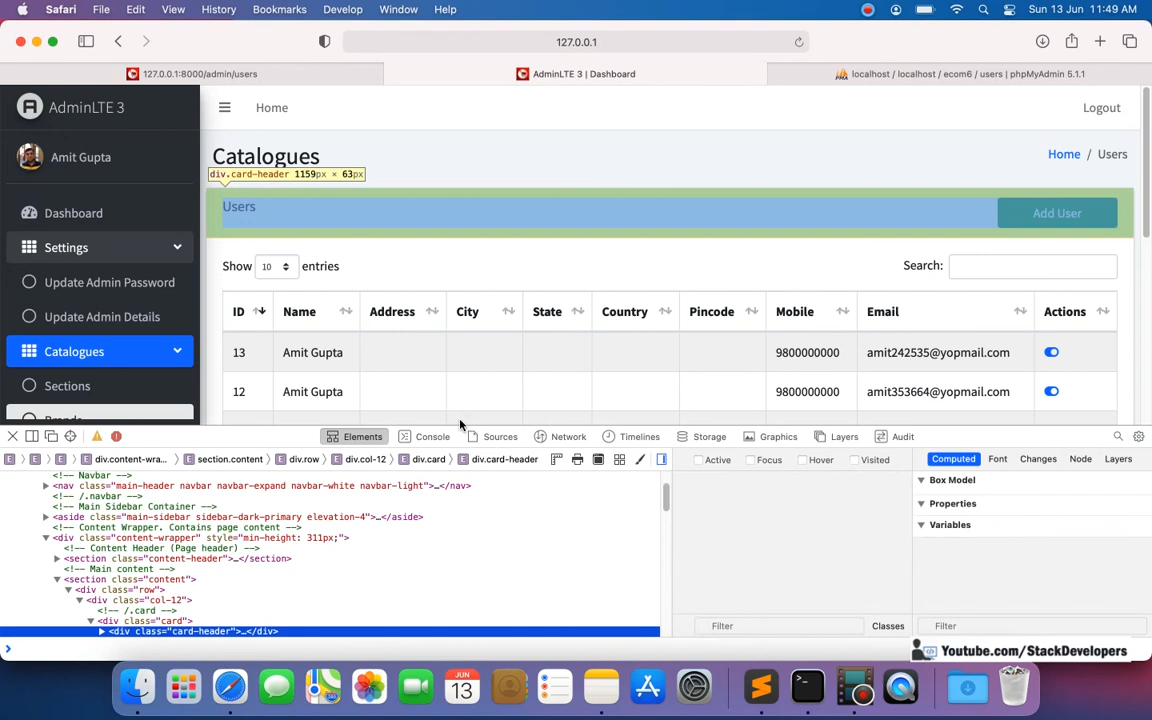 Safari File Edit View History Bookmarks Develop Window Help Sun 13 Jun 11:49 AM
127.0.0.1
127.0.0.1:8000/admin/users AdminLTE 3 | Dashboard localhost / localhost / ecom6 / users | phpMyAdmin 5.1.1
AdminLTE 3
Home Logout
Amit Gupta
Catalogues
Home / Users
div.card-header 1159px × 63px
Users Add User
Dashboard
Settings
Update Admin Password
Update Admin Details
Catalogues
Sections
Brands
Show 10 entries Search:
ID Name Address City State Country Pincode Mobile Email Actions
13 Amit Gupta 9800000000 amit242535@yopmail.com
12 Amit Gupta 9800000000 amit353664@yopmail.com
Elements Console Sources Network Timelines Storage Graphics Layers Audit
E E E div.content-wra... section.content div.row div.col-12 div.card div.card-header
Active Focus Hover Visited
Computed Font Changes Node Layers
<!-- Navbar -->
<nav class="main-header navbar navbar-expand navbar-white navbar-light">…</nav>
<!-- /.navbar -->
<!-- Main Sidebar Container -->
<aside class="main-sidebar sidebar-dark-primary elevation-4">…</aside>
<!-- Content Wrapper. Contains page content -->
<div class="content-wrapper" style="min-height: 311px;">
<!-- Content Header (Page header) -->
<section class="content-header">…</section>
<!-- Main content -->
<section class="content">
<div class="row">
<div class="col-12">
<!-- /.card -->
<div class="card">
<div class="card-header">…</div>
Box Model
Properties
Variables
Filter Classes Filter
Youtube.com/StackDevelopers
JUN
13